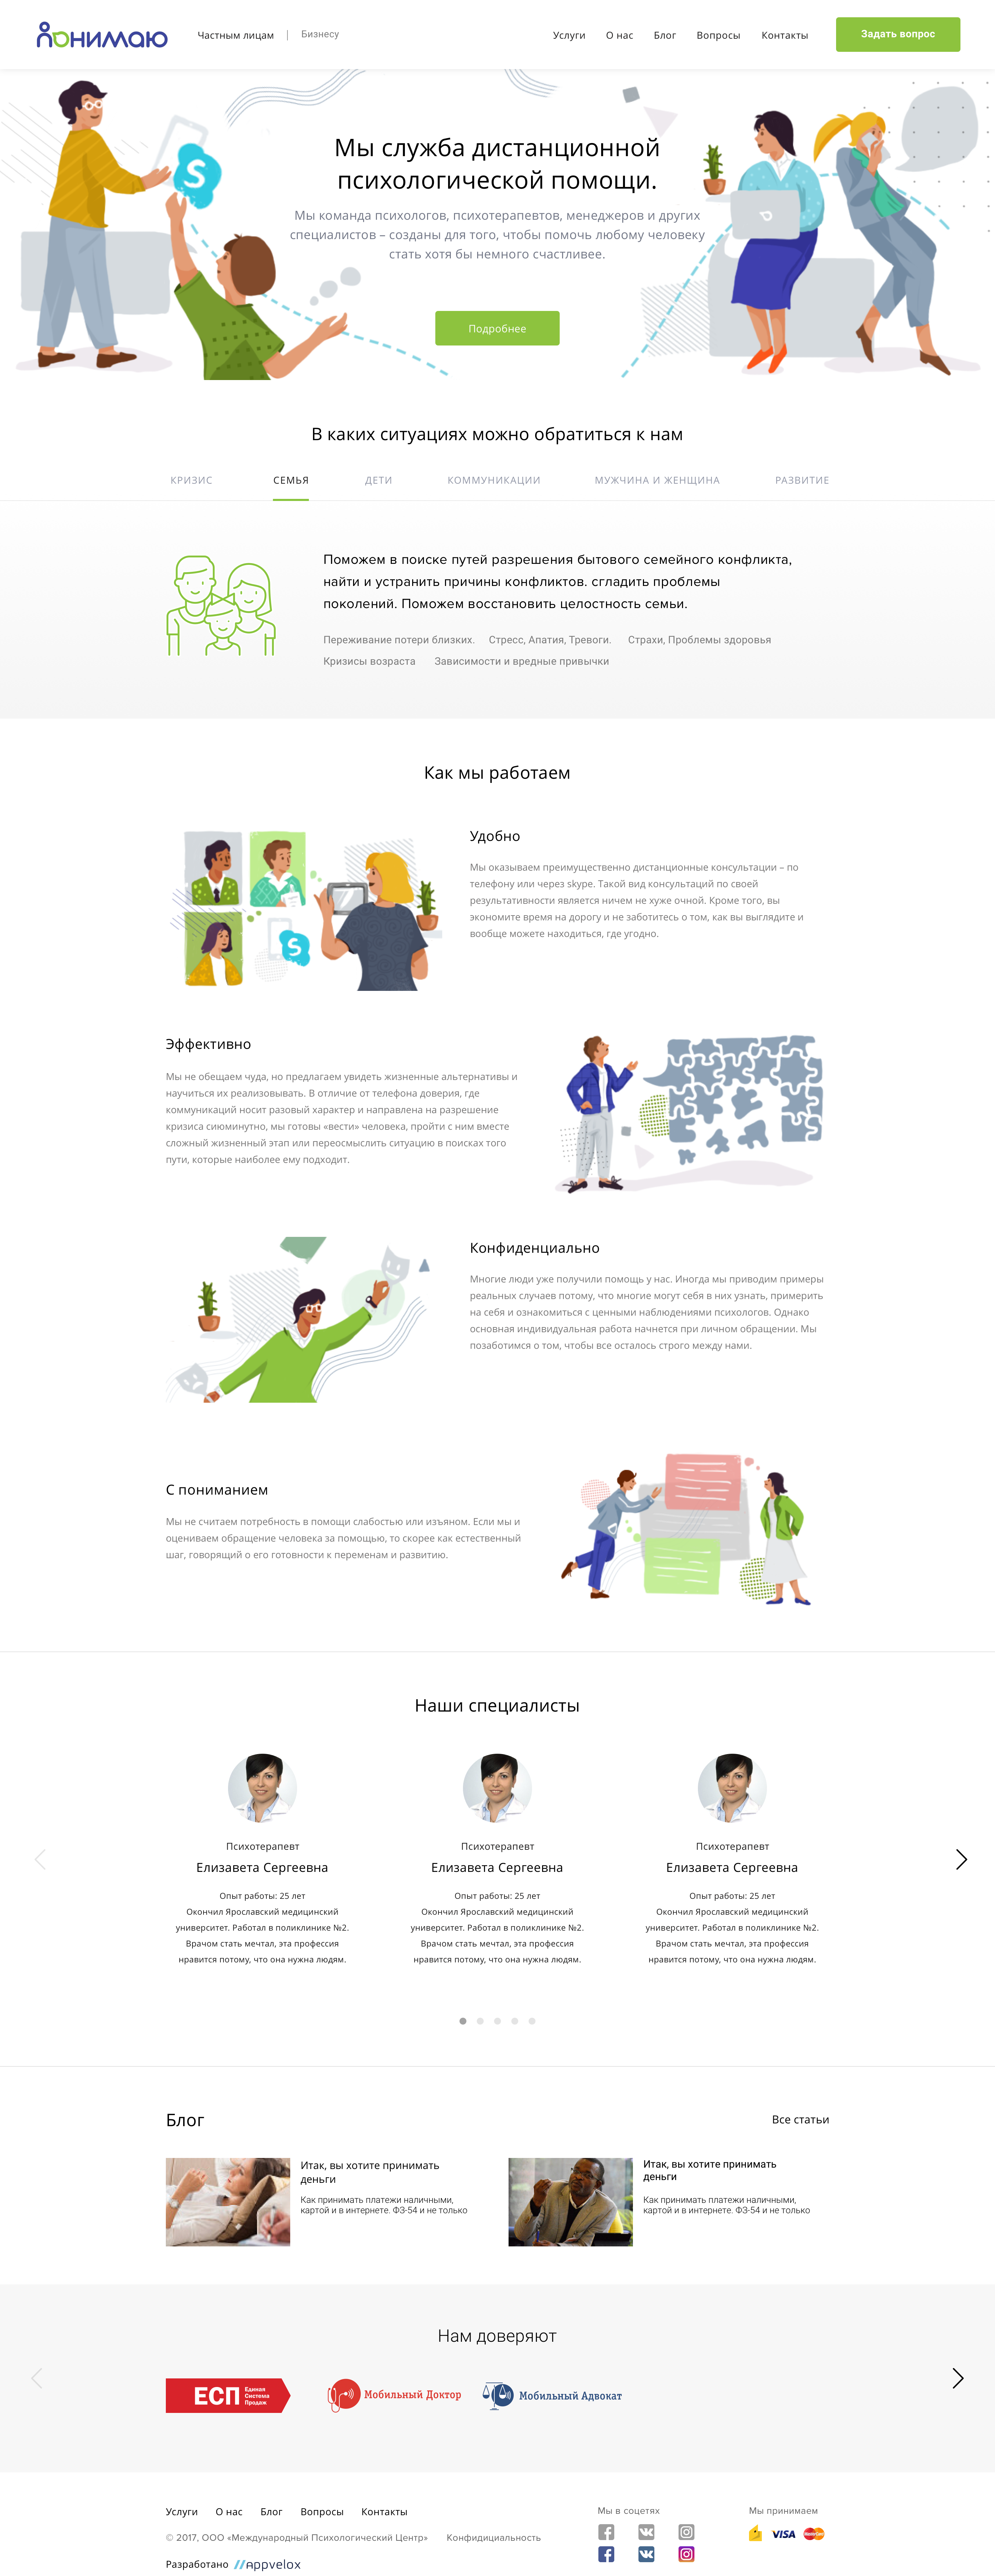 Понимаю
Частным лицам | Бизнесу
Услуги О нас Блог Вопросы Контакты
Задать вопрос
Мы служба дистанционной
психологической помощи.
Мы команда психологов, психотерапевтов, менеджеров и других
специалистов – созданы для того, чтобы помочь любому человеку
стать хотя бы немного счастливее.
Подробнее
В каких ситуациях можно обратиться к нам
КРИЗИС СЕМЬЯ ДЕТИ КОММУНИКАЦИИ МУЖЧИНА И ЖЕНЩИНА РАЗВИТИЕ
Поможем в поиске путей разрешения бытового семейного конфликта,
найти и устранить причины конфликтов. сгладить проблемы
поколений. Поможем восстановить целостность семьи.
Переживание потери близких. Стресс, Апатия, Тревоги. Страхи, Проблемы здоровья
Кризисы возраста Зависимости и вредные привычки
Как мы работаем
Удобно
Мы оказываем преимущественно дистанционные консультации – по
телефону или через skype. Такой вид консультаций по своей
результативности является ничем не хуже очной. Кроме того, вы
экономите время на дорогу и не заботитесь о том, как вы выглядите и
вообще можете находиться, где угодно.
Эффективно
Мы не обещаем чуда, но предлагаем увидеть жизненные альтернативы и
научиться их реализовывать. В отличие от телефона доверия, где
коммуникаций носит разовый характер и направлена на разрешение
кризиса сиюминутно, мы готовы «вести» человека, пройти с ним вместе
сложный жизненный этап или переосмыслить ситуацию в поисках того
пути, которые наиболее ему подходит.
Конфиденциально
Многие люди уже получили помощь у нас. Иногда мы приводим примеры
реальных случаев потому, что многие могут себя в них узнать, примерить
на себя и ознакомиться с ценными наблюдениями психологов. Однако
основная индивидуальная работа начнется при личном обращении. Мы
позаботимся о том, чтобы все осталось строго между нами.
С пониманием
Мы не считаем потребность в помощи слабостью или изъяном. Если мы и
оцениваем обращение человека за помощью, то скорее как естественный
шаг, говорящий о его готовности к переменам и развитию.
Наши специалисты
Психотерапевт
Елизавета Сергеевна
Опыт работы: 25 лет
Окончил Ярославский медицинский
университет. Работал в поликлинике №2.
Врачом стать мечтал, эта профессия
нравится потому, что она нужна людям.
Психотерапевт
Елизавета Сергеевна
Опыт работы: 25 лет
Окончил Ярославский медицинский
университет. Работал в поликлинике №2.
Врачом стать мечтал, эта профессия
нравится потому, что она нужна людям.
Психотерапевт
Елизавета Сергеевна
Опыт работы: 25 лет
Окончил Ярославский медицинский
университет. Работал в поликлинике №2.
Врачом стать мечтал, эта профессия
нравится потому, что она нужна людям.
Блог
Все статьи
Итак, вы хотите принимать
деньги
Как принимать платежи наличными,
картой и в интернете. ФЗ-54 и не только
Итак, вы хотите принимать
деньги
Как принимать платежи наличными,
картой и в интернете. ФЗ-54 и не только
Нам доверяют
ЕСП
Единая
Система
Продаж
Мобильный Доктор
Мобильный Адвокат
Услуги О нас Блог Вопросы Контакты
© 2017, ООО «Международный Психологический Центр» Конфидициальность
Разработано Appvelox
Мы в соцетях
Мы принимаем
VISA
MasterCard